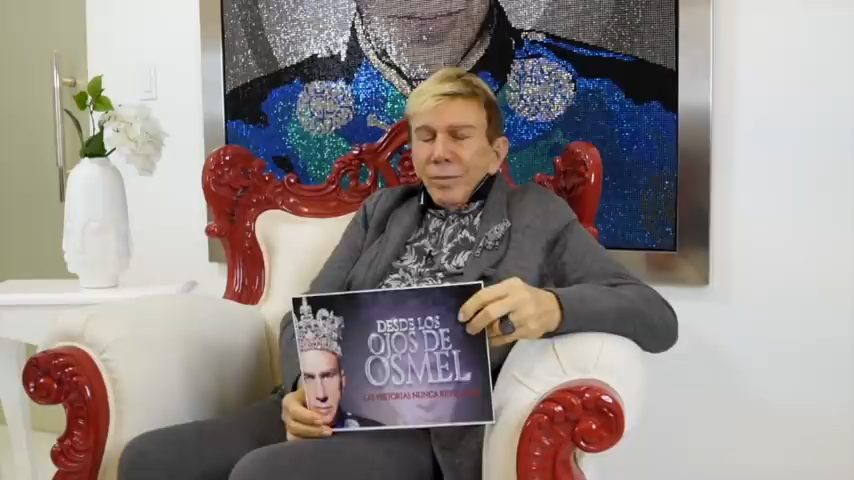 DESDE LOS
OJOS DE
OSMEL
LAS HISTORIAS NUNCA